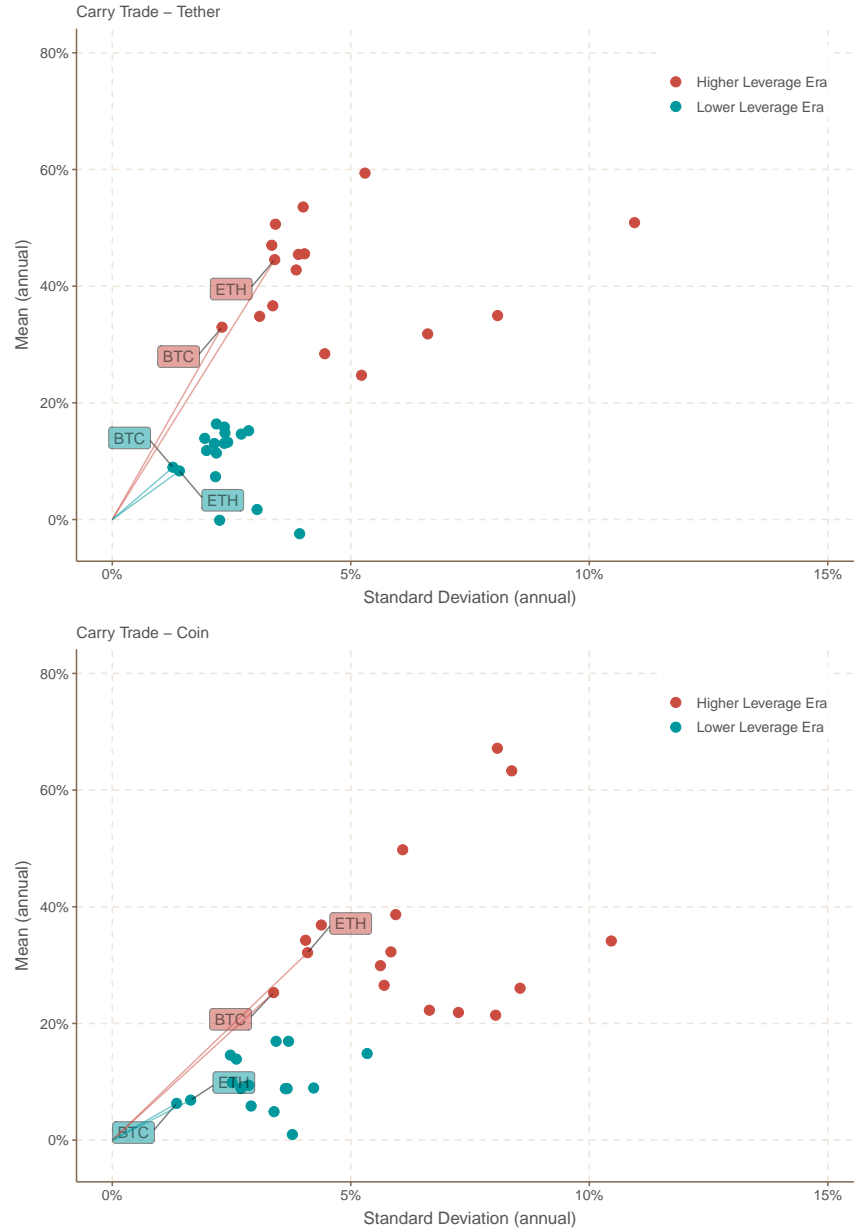 Carry Trade – Tether
80%
Higher Leverage Era
Lower Leverage Era
60%
Mean (annual)
40%
ETH
BTC
20%
BTC
ETH
0%
0% 5% 10% 15%
Standard Deviation (annual)
Carry Trade – Coin
80%
Higher Leverage Era
Lower Leverage Era
60%
Mean (annual)
40%
ETH
BTC
20%
ETH
BTC
0%
0% 5% 10% 15%
Standard Deviation (annual)